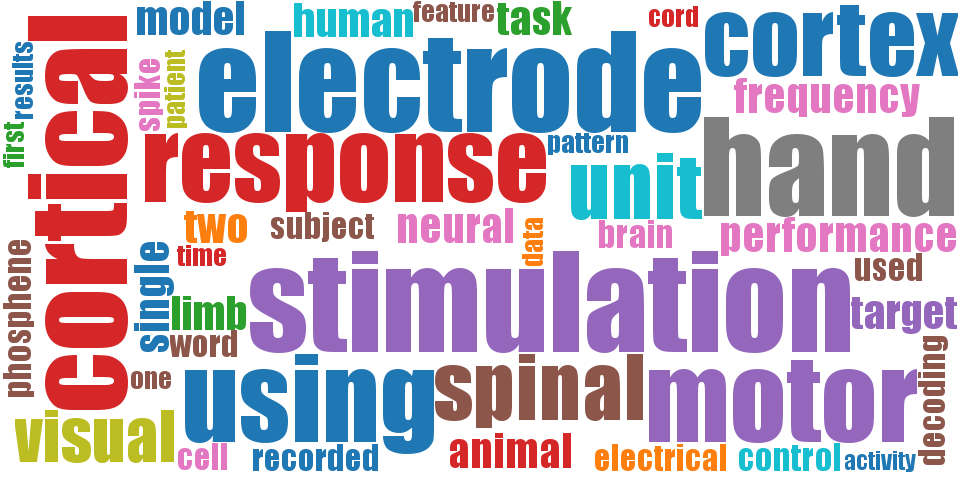 model
human
feature
task
cord
cortex
results
spike
patient
electrode
frequency
first
cortical
response
pattern
unit
hand
two
subject
neural
data
brain
performance
phosphene
single
time
stimulation
used
limb
target
word
one
using
spinal
motor
decoding
visual
cell
recorded
animal
electrical
control
activity